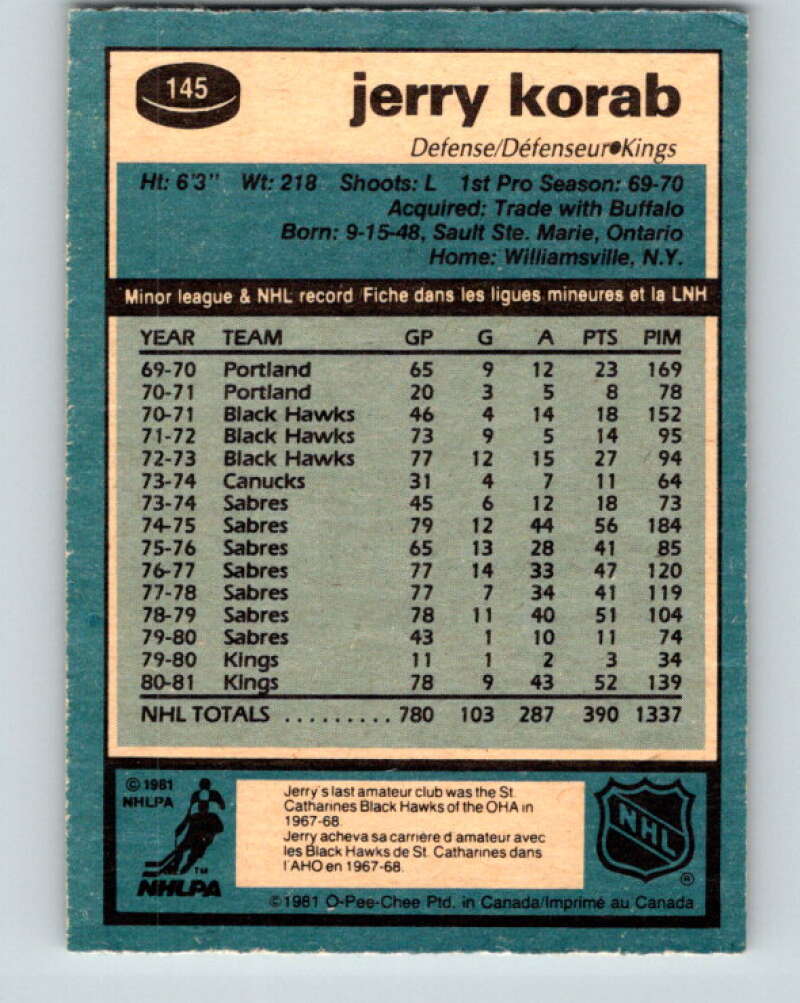 145
jerry korab
Defense/Défenseur●Kings
Ht: 6'3" Wt: 218 Shoots: L 1st Pro Season: 69-70
Acquired: Trade with Buffalo
Born: 9-15-48, Sault Ste. Marie, Ontario
Home: Williamsville, N.Y.
Minor league & NHL record Fiche dans les ligues mineures et la LNH
YEAR TEAM GP G A PTS PIM
69-70 Portland 65 9 12 23 169
70-71 Portland 20 3 5 8 78
70-71 Black Hawks 46 4 14 18 152
71-72 Black Hawks 73 9 5 14 95
72-73 Black Hawks 77 12 15 27 94
73-74 Canucks 31 4 7 11 64
73-74 Sabres 45 6 12 18 73
74-75 Sabres 79 12 44 56 184
75-76 Sabres 65 13 28 41 85
76-77 Sabres 77 14 33 47 120
77-78 Sabres 77 7 34 41 119
78-79 Sabres 78 11 40 51 104
79-80 Sabres 43 1 10 11 74
79-80 Kings 11 1 2 3 34
80-81 Kings 78 9 43 52 139
NHL TOTALS .......... 780 103 287 390 1337
© 1981
NHLPA
TM
NHLPA
Jerry's last amateur club was the St.
Catharines Black Hawks of the OHA in
1967-68.
Jerry acheva sa carrière d'amateur avec
les Black Hawks de St. Catharines dans
l'AHO en 1967-68.
NHL
®
© 1981 O-Pee-Chee Ptd. in Canada/Imprimé au Canada